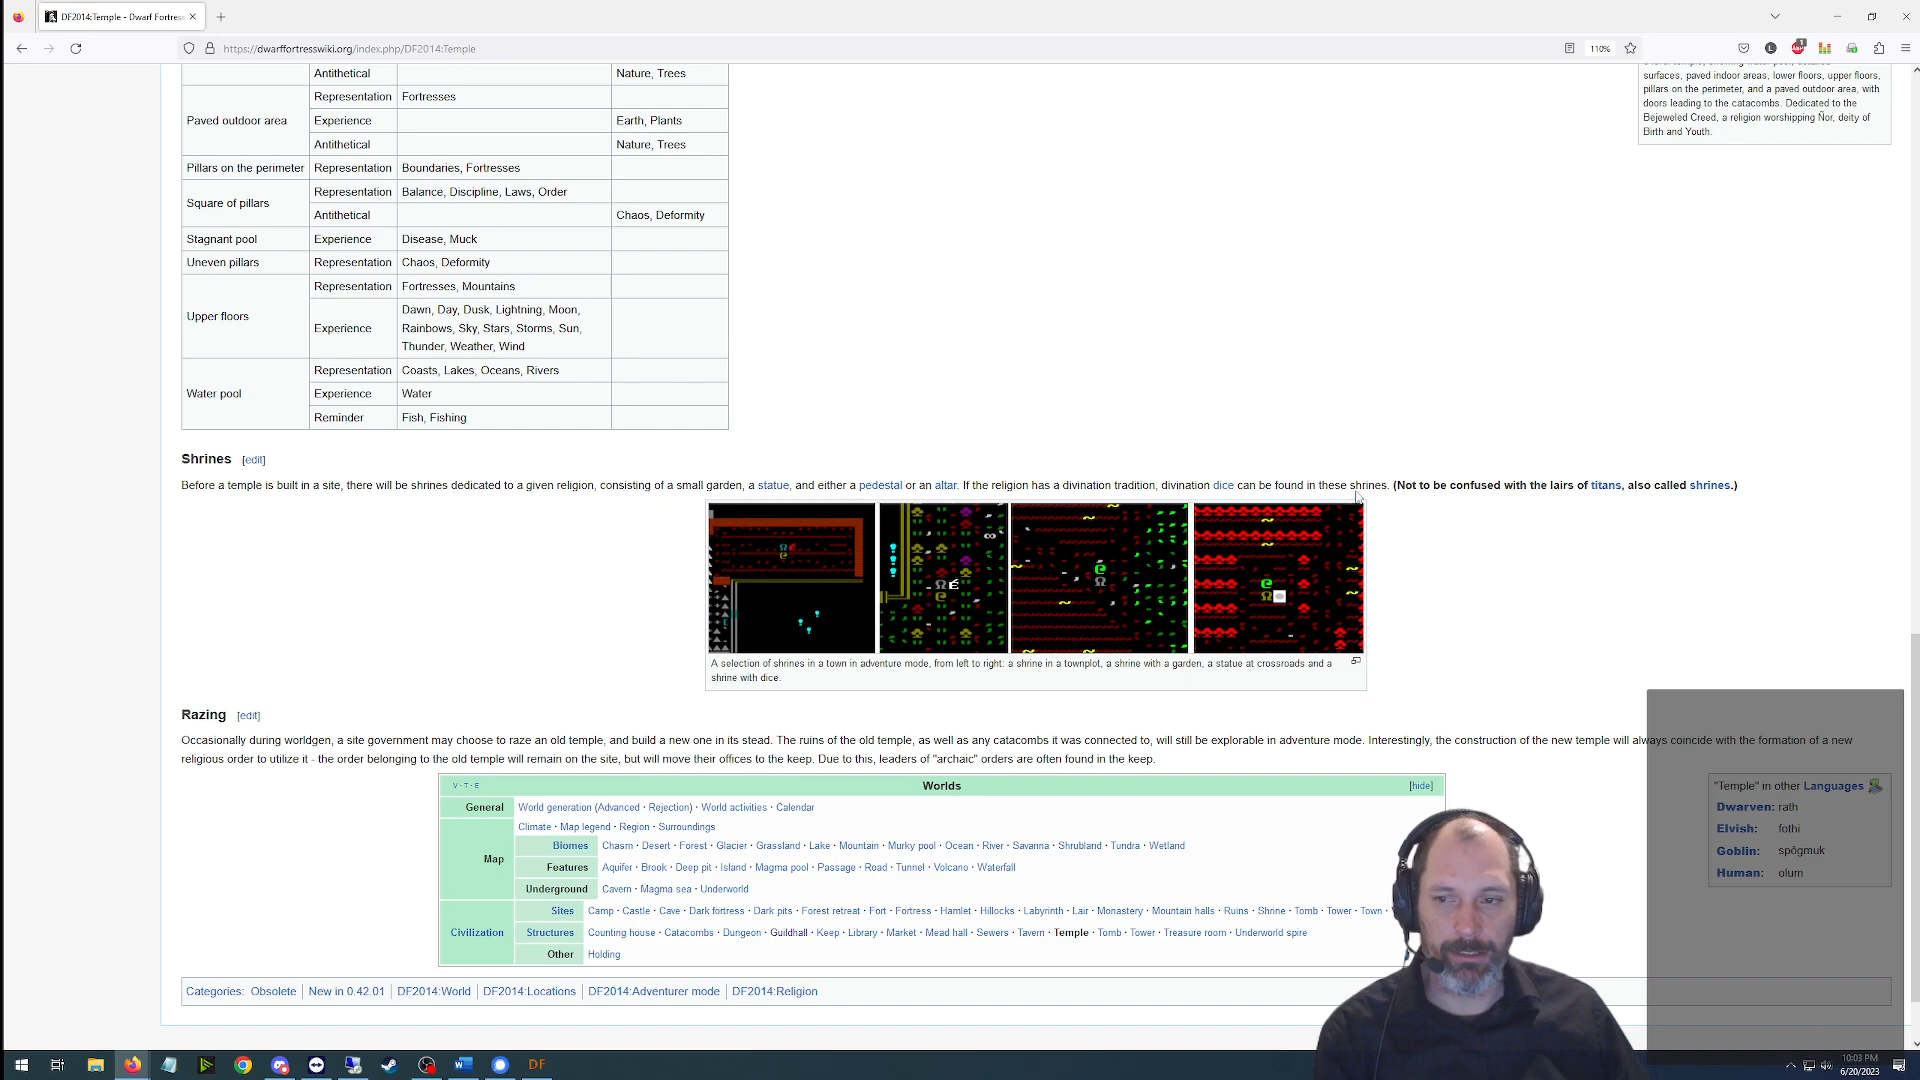 DF2014:Temple - Dwarf Fortress
https://dwarffortresswiki.org/index.php/DF2014:Temple
110%
Antithetical Nature, Trees
Paved outdoor area Representation Fortresses
Experience Earth, Plants
Antithetical Nature, Trees
Pillars on the perimeter Representation Boundaries, Fortresses
Square of pillars Representation Balance, Discipline, Laws, Order
Antithetical Chaos, Deformity
Stagnant pool Experience Disease, Muck
Uneven pillars Representation Chaos, Deformity
Upper floors Representation Fortresses, Mountains
Experience Dawn, Day, Dusk, Lightning, Moon,
Rainbows, Sky, Stars, Storms, Sun,
Thunder, Weather, Wind
Water pool Representation Coasts, Lakes, Oceans, Rivers
Experience Water
Reminder Fish, Fishing
surfaces, paved indoor areas, lower floors, upper floors,
pillars on the perimeter, and a paved outdoor area, with
doors leading to the catacombs. Dedicated to the
Bejeweled Creed, a religion worshipping Ñor, deity of
Birth and Youth.
Shrines [edit]
Before a temple is built in a site, there will be shrines dedicated to a given religion, consisting of a small garden, a statue, and either a pedestal or an altar. If the religion has a divination tradition, divination dice can be found in these shrines. (Not to be confused with the lairs of titans, also called shrines.)
A selection of shrines in a town in adventure mode, from left to right: a shrine in a townplot, a shrine with a garden, a statue at crossroads and a
shrine with dice.
Razing [edit]
Occasionally during worldgen, a site government may choose to raze an old temple, and build a new one in its stead. The ruins of the old temple, as well as any catacombs it was connected to, will still be explorable in adventure mode. Interestingly, the construction of the new temple will always coincide with the formation of a new
religious order to utilize it - the order belonging to the old temple will remain on the site, but will move their offices to the keep. Due to this, leaders of "archaic" orders are often found in the keep.
V · T · E Worlds [hide]
General World generation (Advanced · Rejection) · World activities · Calendar
Map Climate · Map legend · Region · Surroundings
Biomes Chasm · Desert · Forest · Glacier · Grassland · Lake · Mountain · Murky pool · Ocean · River · Savanna · Shrubland · Tundra · Wetland
Features Aquifer · Brook · Deep pit · Island · Magma pool · Passage · Road · Tunnel · Volcano · Waterfall
Underground Cavern · Magma sea · Underworld
Civilization Sites Camp · Castle · Cave · Dark fortress · Dark pits · Forest retreat · Fort · Fortress · Hamlet · Hillocks · Labyrinth · Lair · Monastery · Mountain halls · Ruins · Shrine · Tomb · Tower · Town ·
Structures Counting house · Catacombs · Dungeon · Guildhall · Keep · Library · Market · Mead hall · Sewers · Tavern · Temple · Tomb · Tower · Treasure room · Underworld spire
Other Holding
"Temple" in other Languages
Dwarven: rath
Elvish: fothi
Goblin: spôgmuk
Human: olum
Categories: Obsolete | New in 0.42.01 | DF2014:World | DF2014:Locations | DF2014:Adventurer mode | DF2014:Religion
DF
10:03 PM
6/20/2023